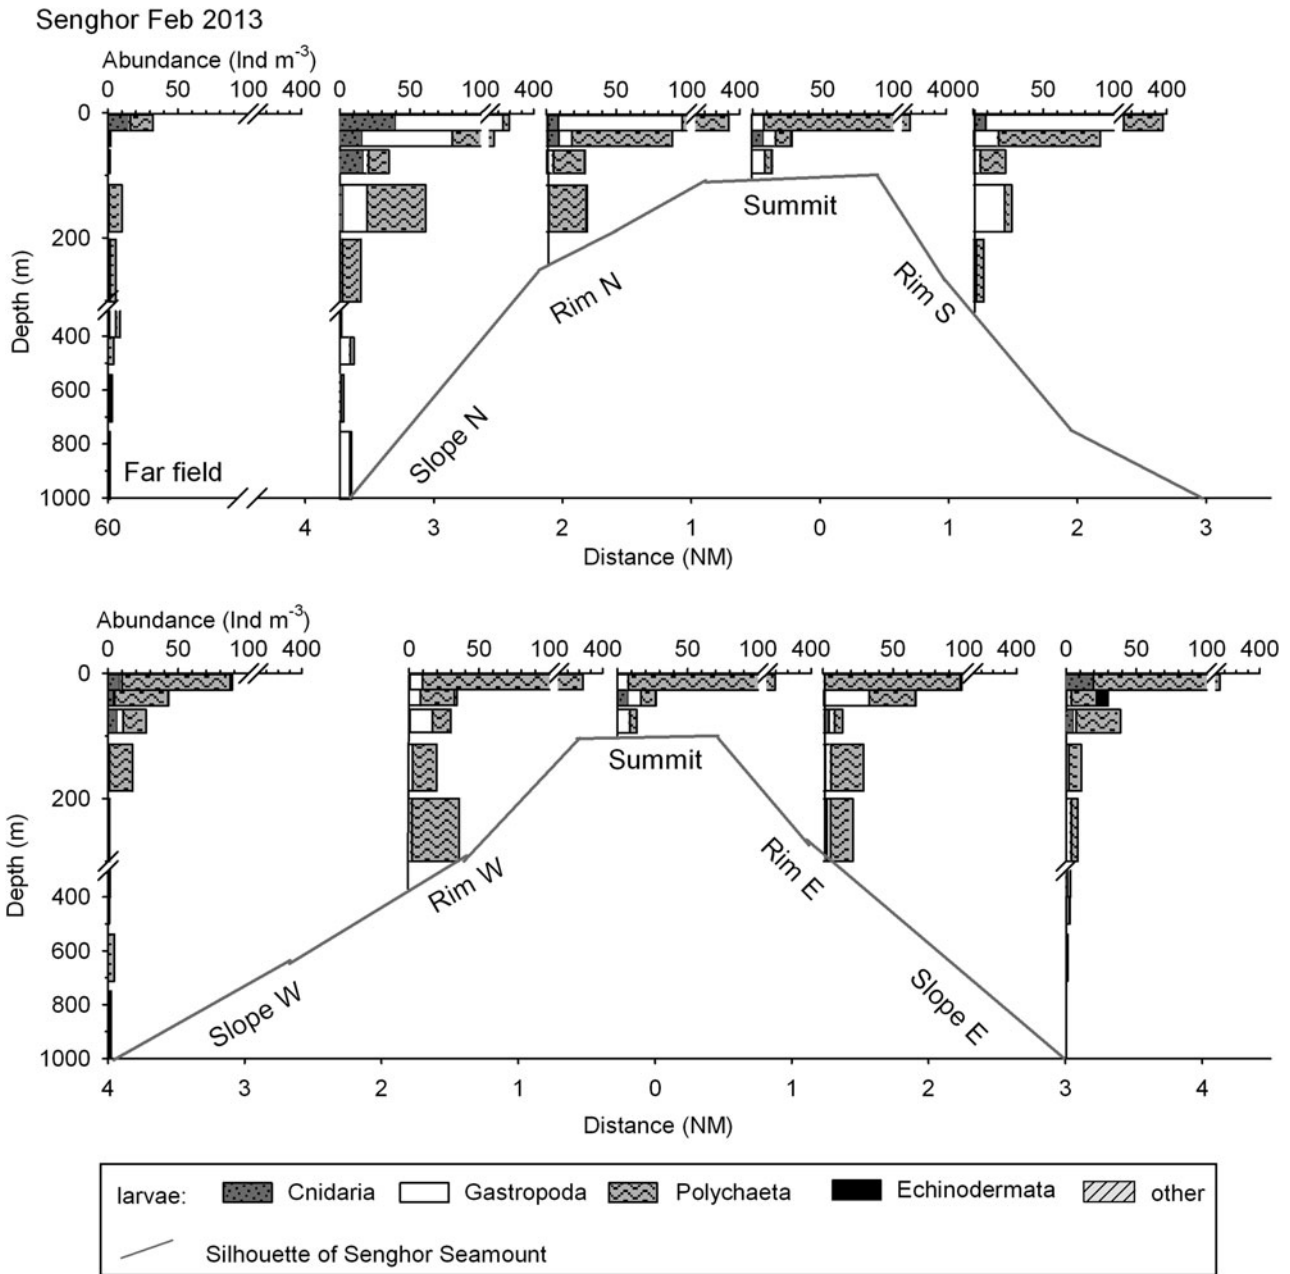 Senghor Feb 2013
Abundance (Ind m-3)
0 50 100 400 0 50 100 400 0 50 100 400 0 50 100 400 0 50 100 400
0
200
400
600
800
1000
Depth (m)
Far field
Slope N
Rim N
Summit
Rim S
60 4 3 2 1 0 1 2 3
Distance (NM)
Abundance (Ind m-3)
0 50 100 400 0 50 100 400 0 50 100 400 0 50 100 400 0 50 100 400
0
200
400
600
800
1000
Depth (m)
Slope W
Rim W
Summit
Rim E
Slope E
4 3 2 1 0 1 2 3 4
Distance (NM)
larvae: Cnidaria Gastropoda Polychaeta Echinodermata other
Silhouette of Senghor Seamount